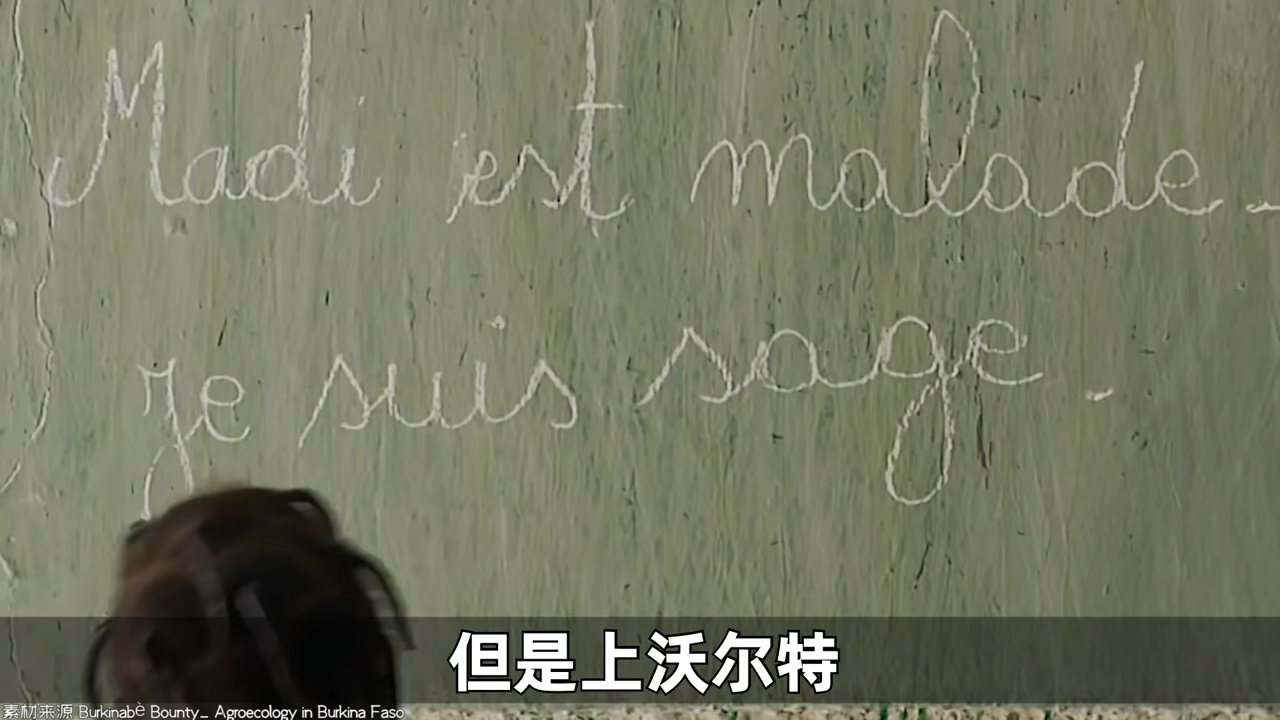 Madi est malade -
je suis sage.
但是上沃尔特
素材来源 Burkinabè Bounty_ Agroecology in Burkina Faso